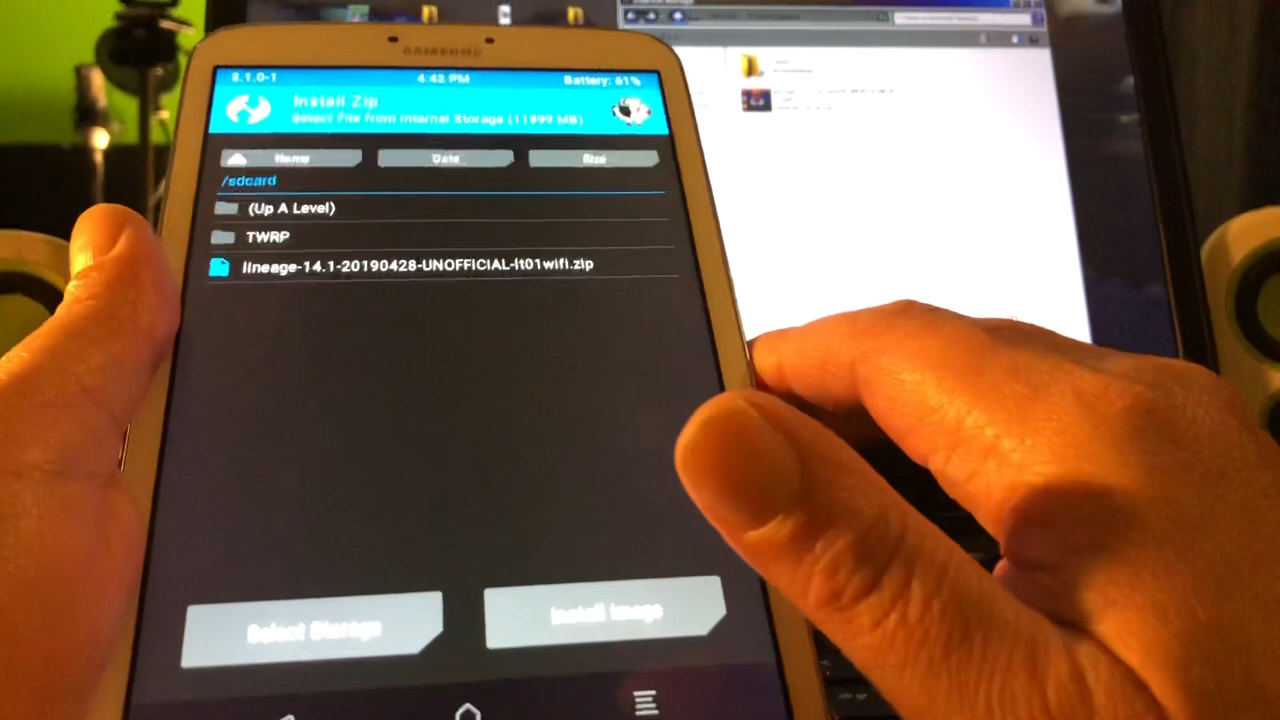 SAMSUNG
3.1.0-1 4:42 PM Battery: 61%
Install Zip
Select File from Internal Storage (11899 MB)
Name Date Size
/sdcard
(Up A Level)
TWRP
lineage-14.1-20190428-UNOFFICIAL-lt01wifi.zip
Select Storage Install Image